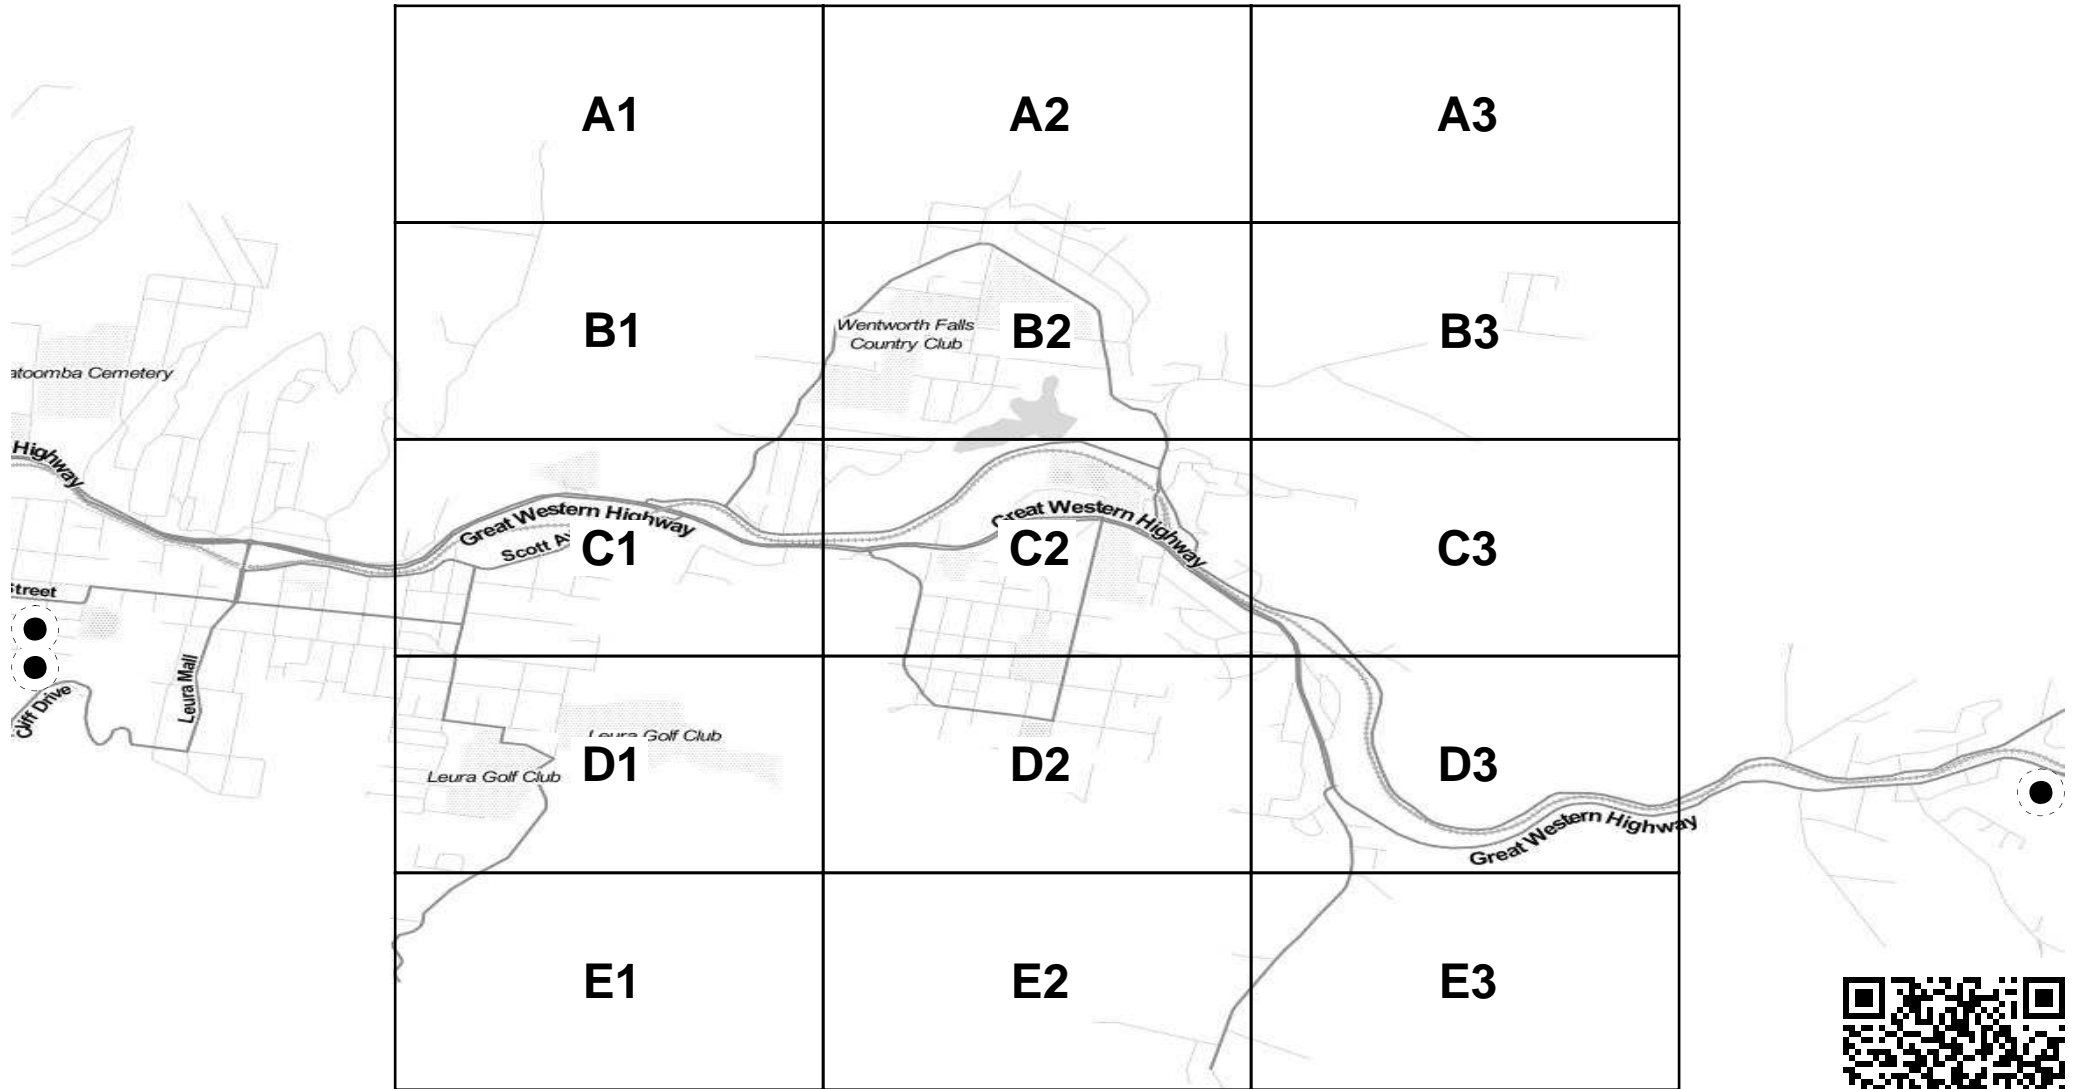 A1
A2
A3
B1
Wentworth Falls
Country Club
B2
B3
atoomba Cemetery
Highway
Great Western Highway
Scott Av
C1
Great Western Highway
C2
C3
Street
Leura Mall
Cliff Drive
Leura Golf Club
Leura Golf Club
D1
D2
D3
Great Western Highway
E1
E2
E3